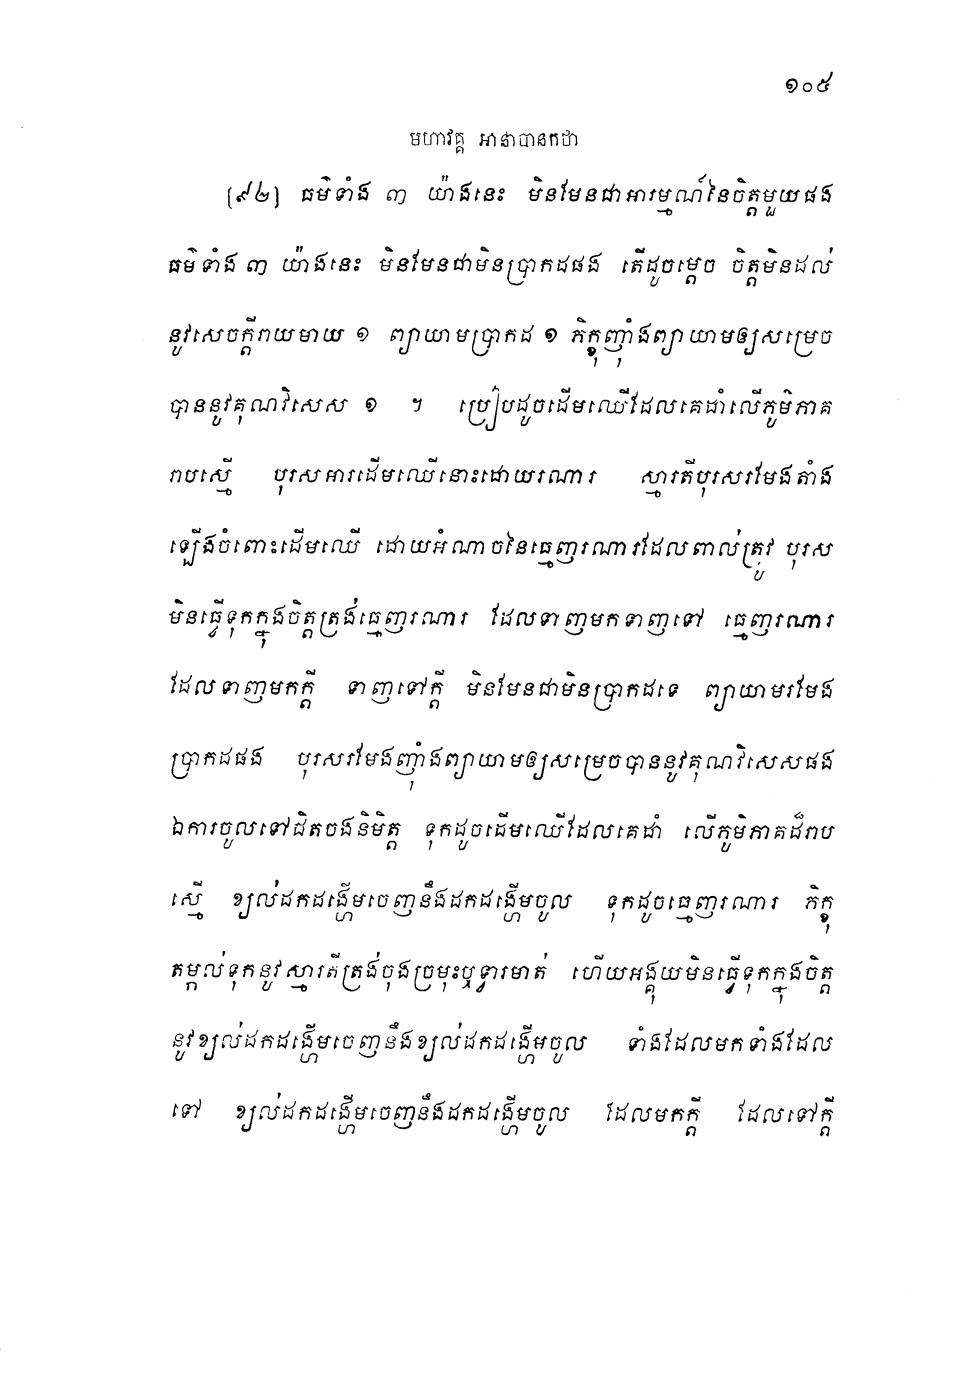 ១០៥
មហាវគ្គ អានាបានកថា
[៩២] ធម៌ទាំង ៣ យ៉ាងនេះ មិនមែនជាអារម្មណ៍នៃចិត្តមួយផង
ធម៌ទាំង ៣ យ៉ាងនេះ មិនមែនជាមិនប្រាកដផង តើដូចម្តេច ចិត្តមិនដល់
នូវសេចក្តីរាយមាយ ១ ព្យាយាមប្រាកដ ១ ភិក្ខុញុំាងព្យាយាមឲ្យសម្រេច
បាននូវគុណវិសេស ១ ។ ប្រៀបដូចដើមឈើដែលគេដាំលើភូមិភាគ
រាបស្មើ បុរសអារដើមឈើនោះដោយរណារ ស្មារតីបុរសរមែងតាំង
ឡើងចំពោះដើមឈើ ដោយអំណាចនៃធ្មេញរណារដែលពាល់ត្រូវ បុរស
មិនធ្វើទុកក្នុងចិត្តត្រង់ធ្មេញរណារ ដែលទាញមកទាញទៅ ធ្មេញរណារ
ដែលទាញមកក្តី ទាញទៅក្តី មិនមែនជាមិនប្រាកដទេ ព្យាយាមរមែង
ប្រាកដផង បុរសរមែងញុំាងព្យាយាមឲ្យសម្រេចបាននូវគុណវិសេសផង
ឯការចូលទៅជិតចងនិមិត្ត ទុកដូចដើមឈើដែលគេដាំ លើភូមិភាគដ៏រាប
ស្មើ ខ្យល់ដកដង្ហើមចេញនឹងដកដង្ហើមចូល ទុកដូចធ្មេញរណារ ភិក្ខុ
តម្កល់ទុកនូវស្មារតីត្រង់ចុងច្រមុះឬទ្វារមាត់ ហើយអង្គុយមិនធ្វើទុកក្នុងចិត្ត
នូវខ្យល់ដកដង្ហើមចេញនឹងខ្យល់ដកដង្ហើមចូល ទាំងដែលមកទាំងដែល
ទៅ ខ្យល់ដកដង្ហើមចេញនឹងដកដង្ហើមចូល ដែលមកក្តី ដែលទៅក្តី